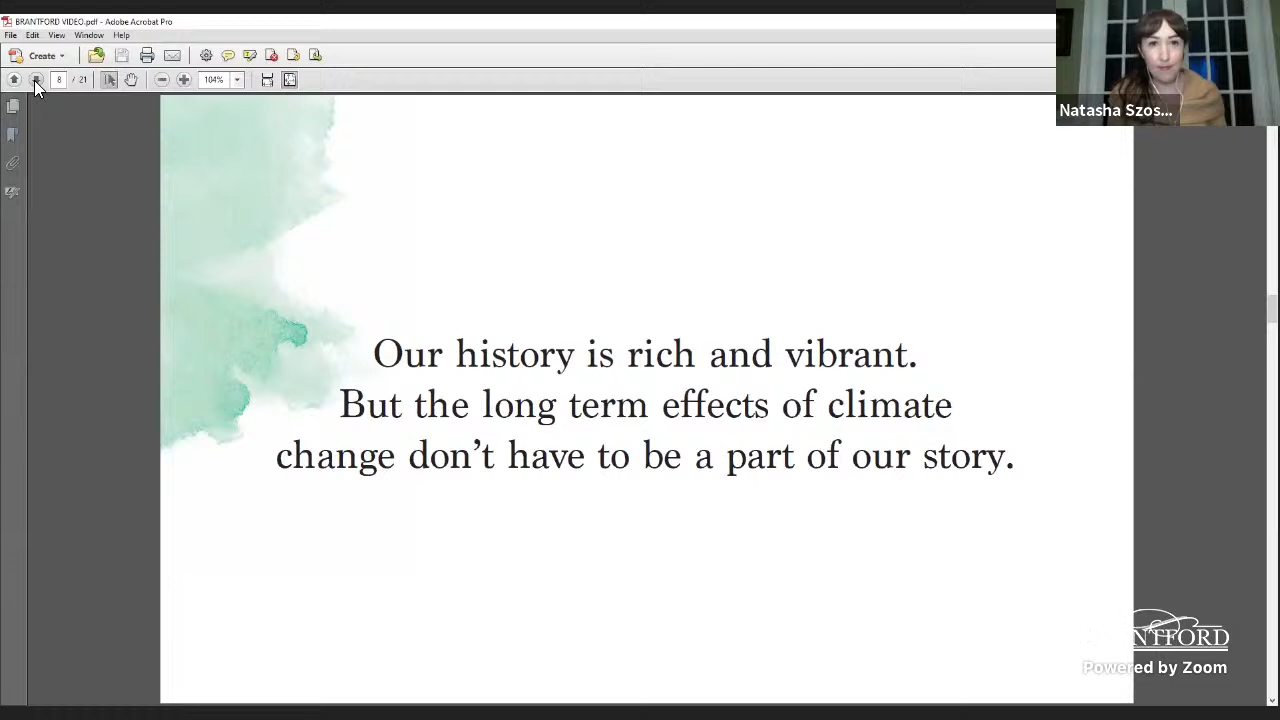 BRANTFORD VIDEO.pdf - Adobe Acrobat Pro
File Edit View Window Help
Create
8 / 21 104%
Natasha Szos...
Our history is rich and vibrant.
But the long term effects of climate
change don't have to be a part of our story.
NTFORD
Powered by Zoom